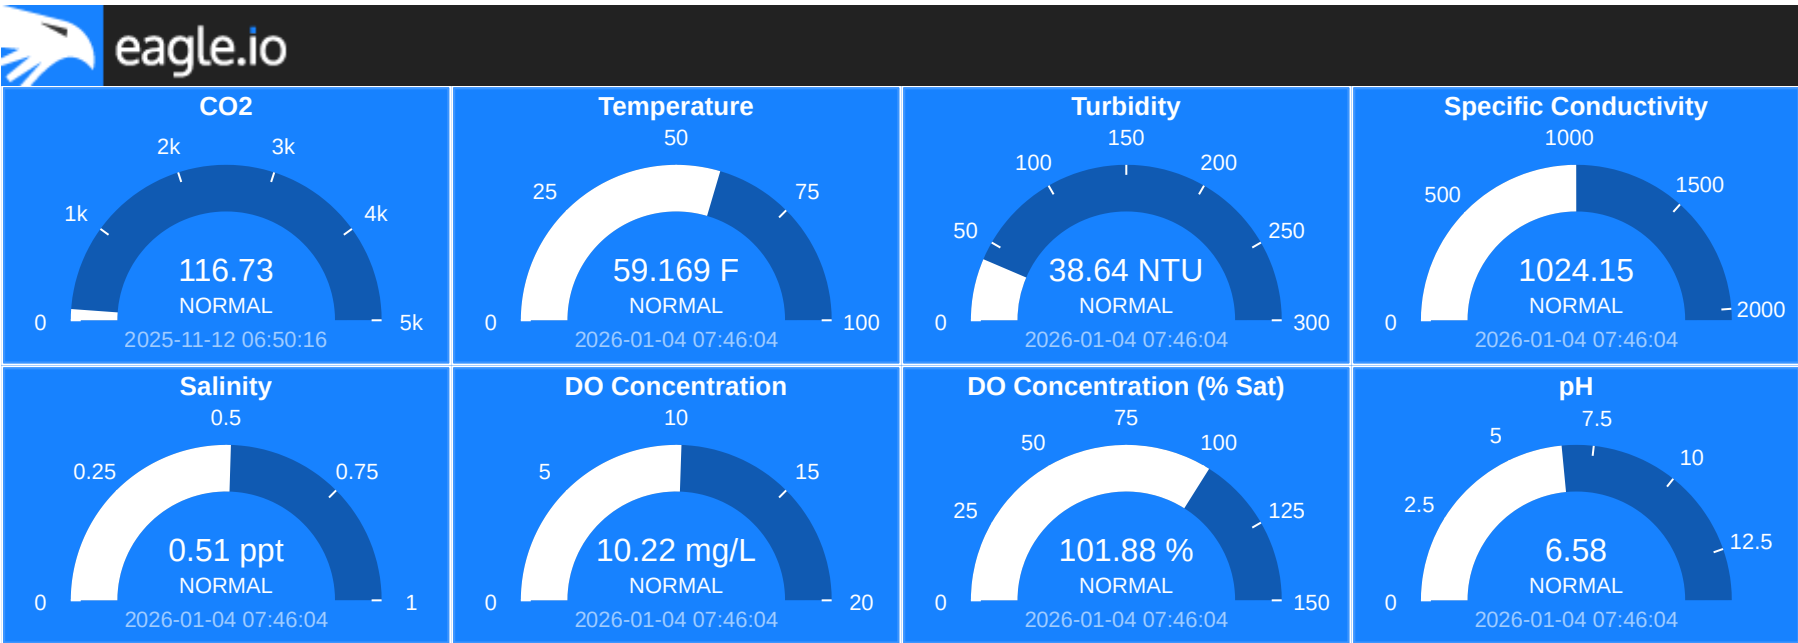 eagle.io
CO2
0
1k
2k
3k
4k
5k
116.73
NORMAL
2025-11-12 06:50:16
Temperature
0
25
50
75
100
59.169 F
NORMAL
2026-01-04 07:46:04
Turbidity
0
50
100
150
200
250
300
38.64 NTU
NORMAL
2026-01-04 07:46:04
Specific Conductivity
0
500
1000
1500
2000
1024.15
NORMAL
2026-01-04 07:46:04
Salinity
0
0.25
0.5
0.75
1
0.51 ppt
NORMAL
2026-01-04 07:46:04
DO Concentration
0
5
10
15
20
10.22 mg/L
NORMAL
2026-01-04 07:46:04
DO Concentration (% Sat)
0
25
50
75
100
125
150
101.88 %
NORMAL
2026-01-04 07:46:04
pH
0
2.5
5
7.5
10
12.5
6.58
NORMAL
2026-01-04 07:46:04